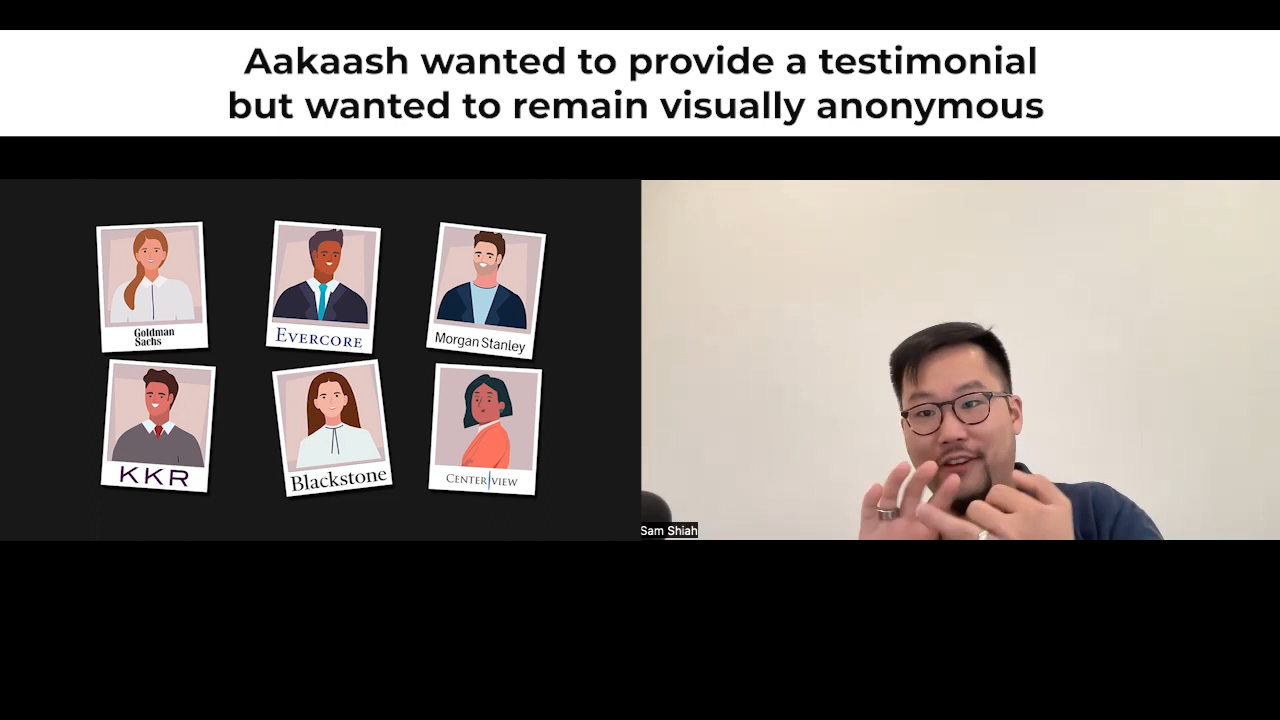 Aakaash wanted to provide a testimonial
but wanted to remain visually anonymous
Goldman
Sachs
EVERCORE
Morgan Stanley
KKR
Blackstone
CENTERVIEW
Sam Shiah